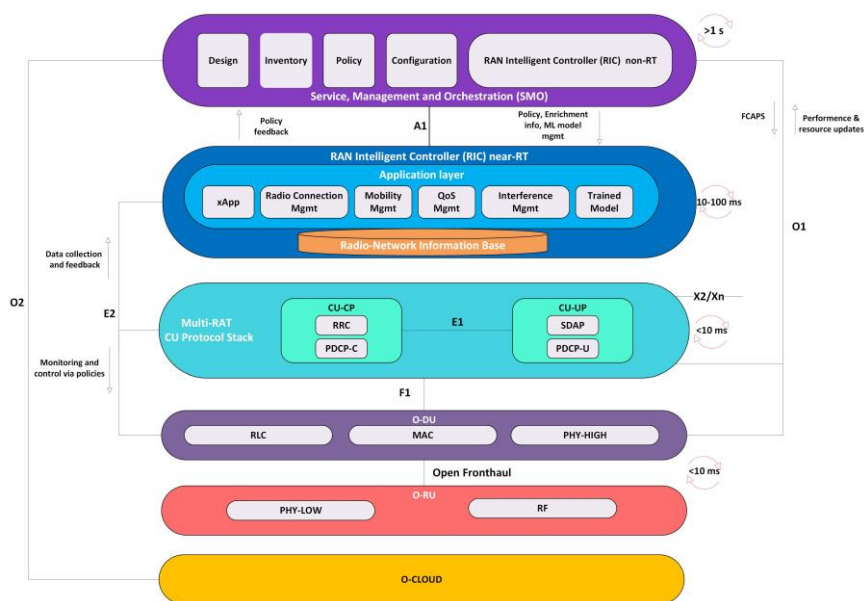 >1 s
Design
Inventory
Policy
Configuration
RAN Intelligent Controller (RIC) non-RT
Service, Management and Orchestration (SMO)
Policy
feedback
A1
Policy, Enrichment
info, ML model
mgmt
FCAPS
Performence &
resource updates
RAN Intelligent Controller (RIC) near-RT
Application layer
xApp
Radio Connection
Mgmt
Mobility
Mgmt
QoS
Mgmt
Interference
Mgmt
Trained
Model
10-100 ms
Radio-Network Information Base
Data collection
and feedback
O1
O2
E2
X2/Xn
Multi-RAT
CU Protocol Stack
CU-CP
RRC
PDCP-C
E1
CU-UP
SDAP
PDCP-U
<10 ms
Monitoring and
control via policies
F1
O-DU
RLC
MAC
PHY-HIGH
Open Fronthaul
<10 ms
O-RU
PHY-LOW
RF
O-CLOUD